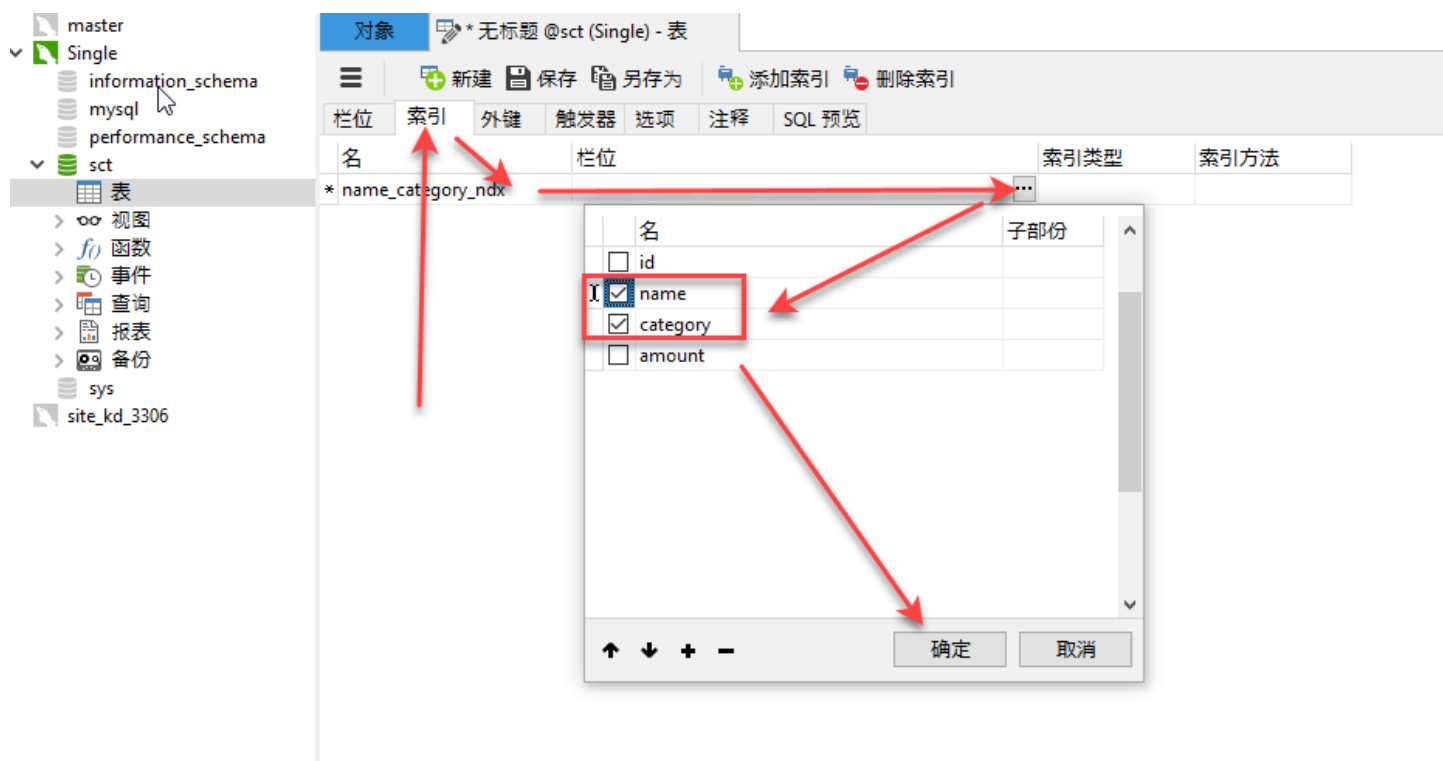 master
Single
information_schema
mysql
performance_schema
sct
表
视图
f() 函数
事件
查询
报表
备份
sys
site_kd_3306
对象
* 无标题 @sct (Single) - 表
新建 保存 另存为 添加索引 删除索引
栏位 索引 外键 触发器 选项 注释 SQL 预览
名 栏位 索引类型 索引方法
* name_category_ndx ...
名 子部份
id
name
category
amount
确定 取消